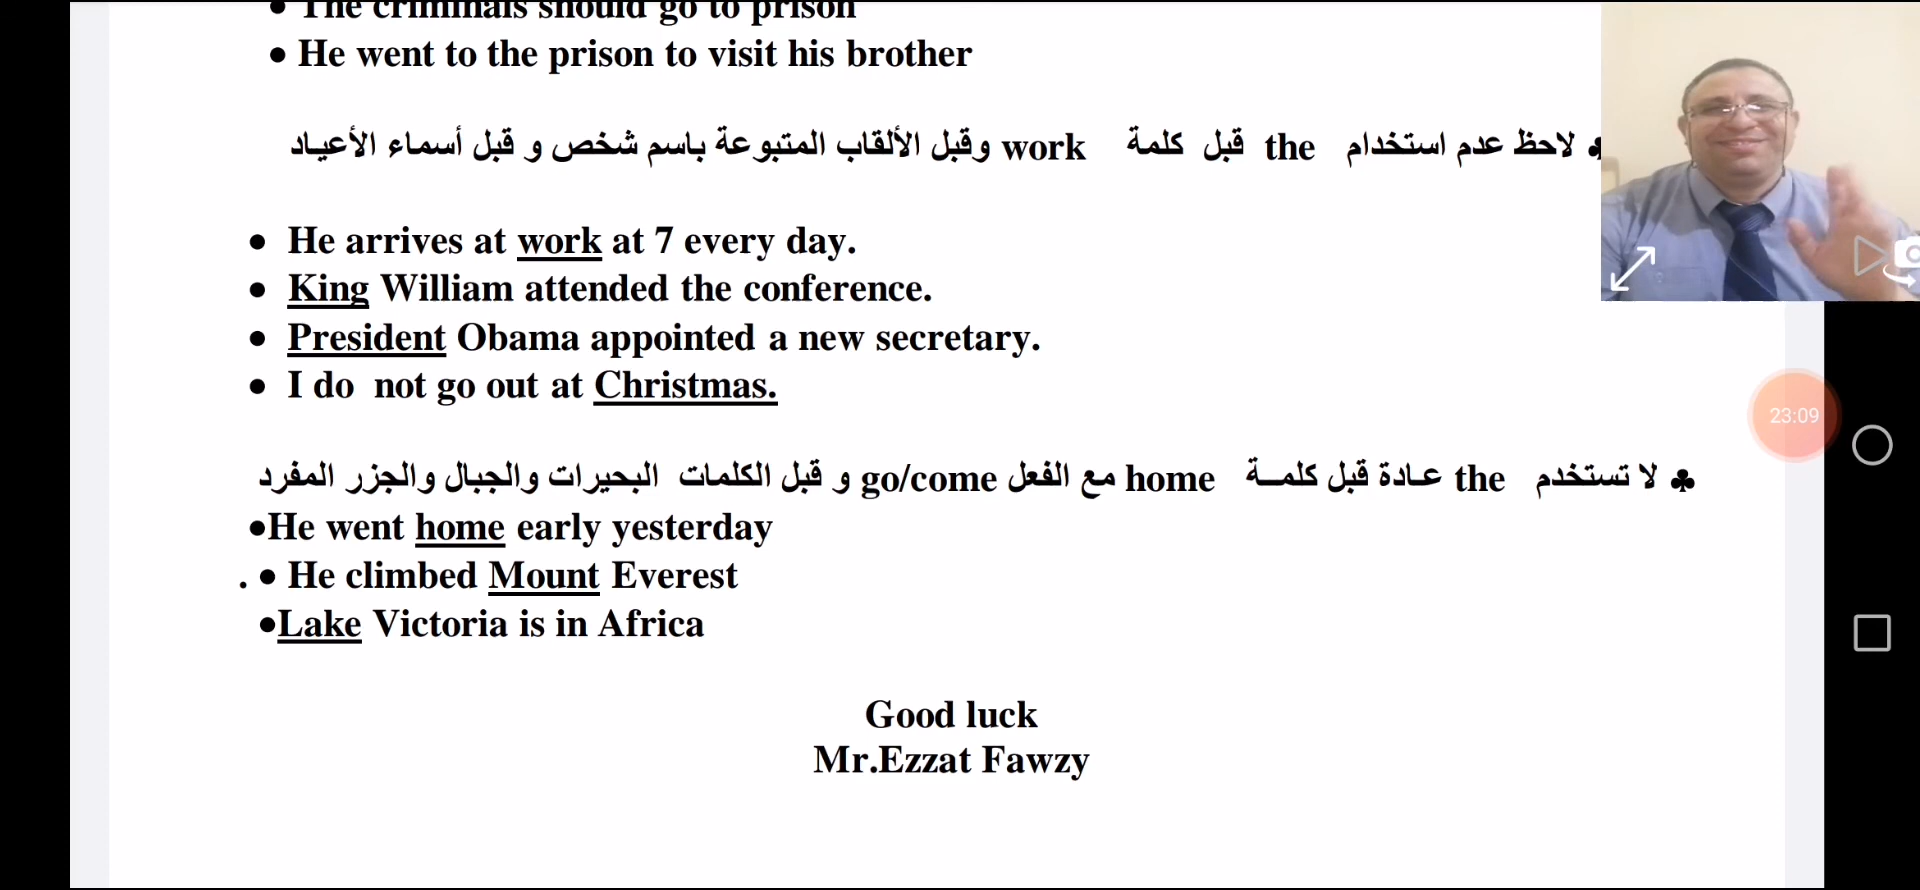 • The criminals should go to prison
• He went to the prison to visit his brother
♣ لاحظ عدم استخدام the قبل كلمة work وقبل الألقاب المتبوعة باسم شخص و قبل أسماء الأعياد
• He arrives at work at 7 every day.
• King William attended the conference.
• President Obama appointed a new secretary.
• I do not go out at Christmas.
23:09
♣ لا تستخدم the عادة قبل كلمـة home مع الفعل go/come و قبل الكلمات البحيرات والجبال والجزر المفرد
•He went home early yesterday
. • He climbed Mount Everest
•Lake Victoria is in Africa
Good luck
Mr.Ezzat Fawzy